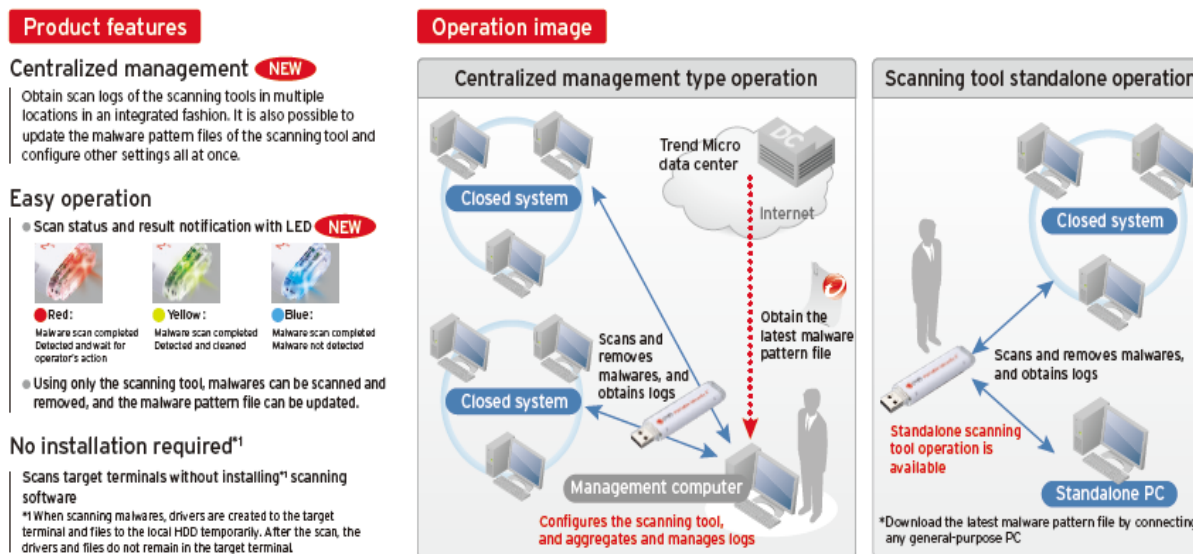 Product features
Centralized management NEW
Obtain scan logs of the scanning tools in multiple
locations in an integrated fashion. It is also possible to
update the malware pattern files of the scanning tool and
configure other settings all at once.
Easy operation
Scan status and result notification with LED NEW
Red:
Malware scan completed
Detected and wait for
operator's action
Yellow:
Malware scan completed
Detected and cleaned
Blue:
Malware scan completed
Malware not detected
Using only the scanning tool, malwares can be scanned and
removed, and the malware pattern file can be updated.
No installation required*1
Scans target terminals without installing*1 scanning
software
*1 When scanning malwares, drivers are created to the target
terminal and files to the local HDD temporarily. After the scan, the
drivers and files do not remain in the target terminal.
Operation image
Centralized management type operation
Closed system
Trend Micro
data center
DC
Internet
Obtain the
latest malware
pattern file
Scans and
removes
malwares, and
obtains logs
Closed system
Management computer
Configures the scanning tool,
and aggregates and manages logs
Scanning tool standalone operation
Closed system
Scans and removes malwares,
and obtains logs
Standalone scanning
tool operation is
available
Standalone PC
*Download the latest malware pattern file by connecting
any general-purpose PC